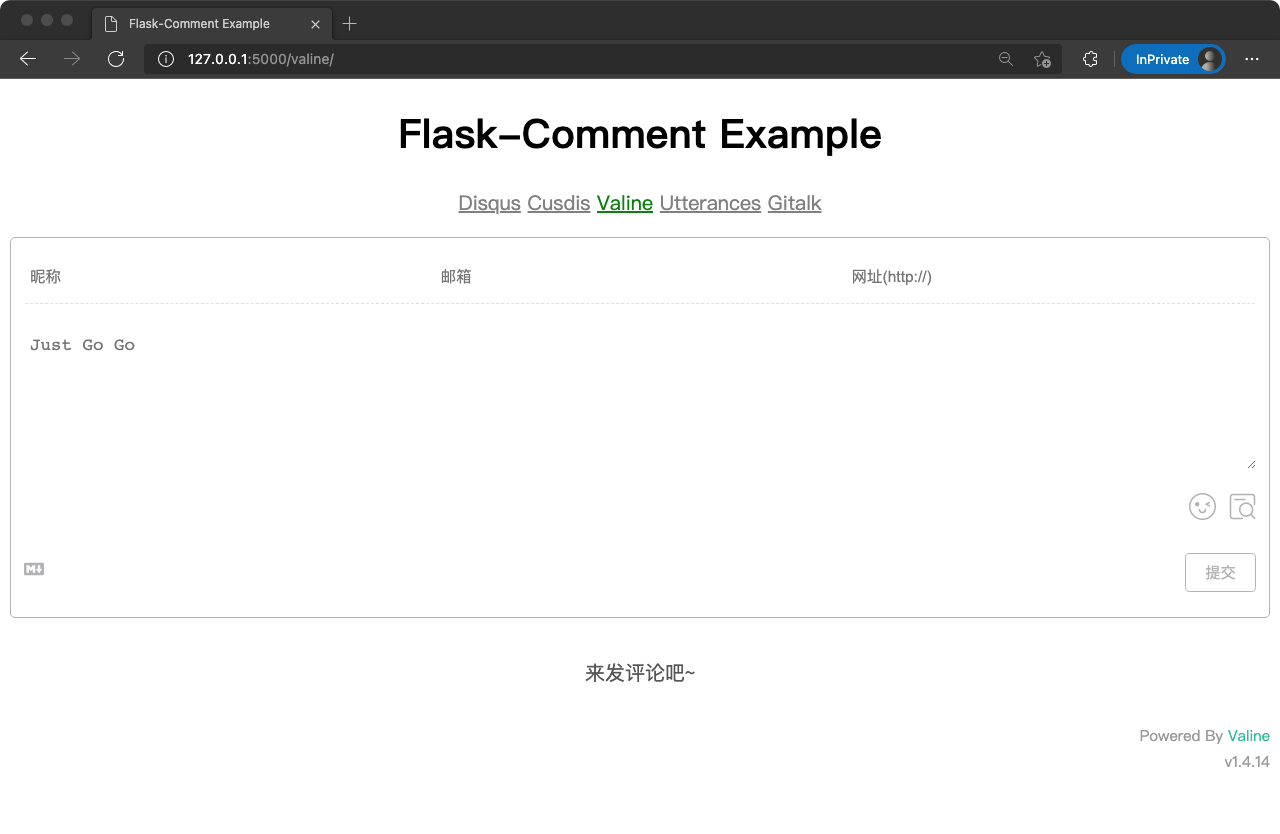 Flask-Comment Example
127.0.0.1:5000/valine/
InPrivate
Flask-Comment Example
Disqus Cusdis Valine Utterances Gitalk
昵称 邮箱 网址(http://)
Just Go Go
M
提交
来发评论吧~
Powered By Valine
v1.4.14